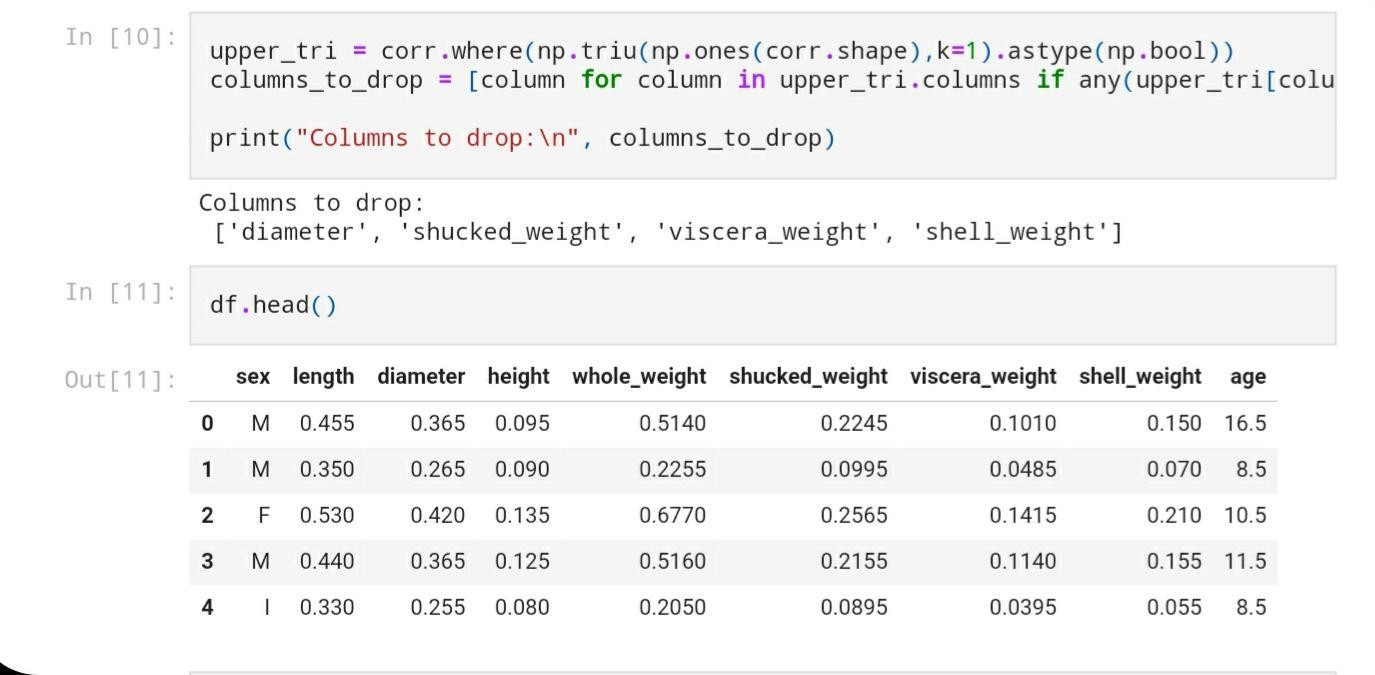 In [10]:
upper_tri = corr.where(np.triu(np.ones(corr.shape),k=1).astype(np.bool))
columns_to_drop = [column for column in upper_tri.columns if any(upper_tri[colu
print("Columns to drop:\n", columns_to_drop)
Columns to drop:
['diameter', 'shucked_weight', 'viscera_weight', 'shell_weight']
In [11]:
df.head()
Out[11]:
sex length diameter height whole_weight shucked_weight viscera_weight shell_weight age
0 M 0.455 0.365 0.095 0.5140 0.2245 0.1010 0.150 16.5
1 M 0.350 0.265 0.090 0.2255 0.0995 0.0485 0.070 8.5
2 F 0.530 0.420 0.135 0.6770 0.2565 0.1415 0.210 10.5
3 M 0.440 0.365 0.125 0.5160 0.2155 0.1140 0.155 11.5
4 I 0.330 0.255 0.080 0.2050 0.0895 0.0395 0.055 8.5